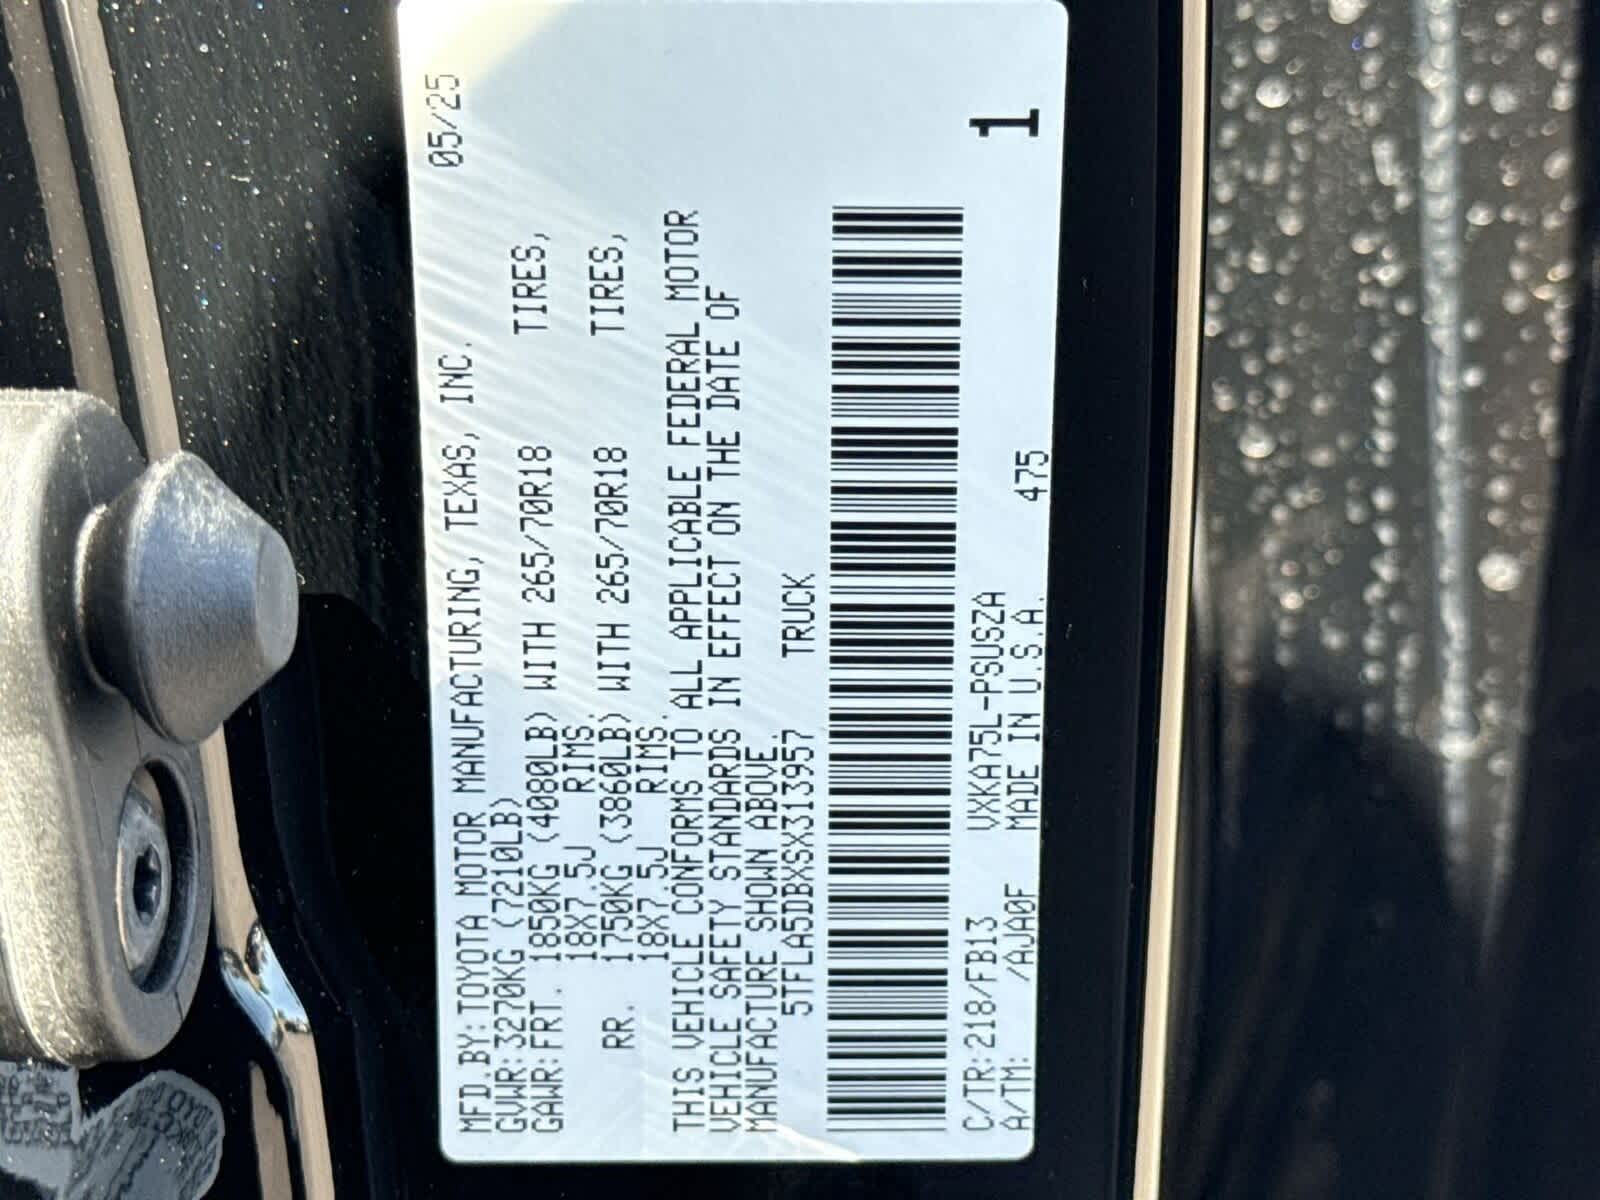 05/25
MFD.BY:TOYOTA MOTOR MANUFACTURING, TEXAS, INC.
GVWR:3270KG (7210LB)
GAWR:FRT. 1850KG (4080LB) WITH 265/70R18 TIRES,
18X7.5J RIMS.
RR. 1750KG (3860LB) WITH 265/70R18 TIRES,
18X7.5J RIMS.
THIS VEHICLE CONFORMS TO ALL APPLICABLE FEDERAL MOTOR
VEHICLE SAFETY STANDARDS IN EFFECT ON THE DATE OF
MANUFACTURE SHOWN ABOVE.
5TFLA5DBXSX313957 TRUCK
C/TR:218/FB13 VXKA75L-PSUSZA
A/TM: /AJA0F MADE IN U.S.A. 475
1